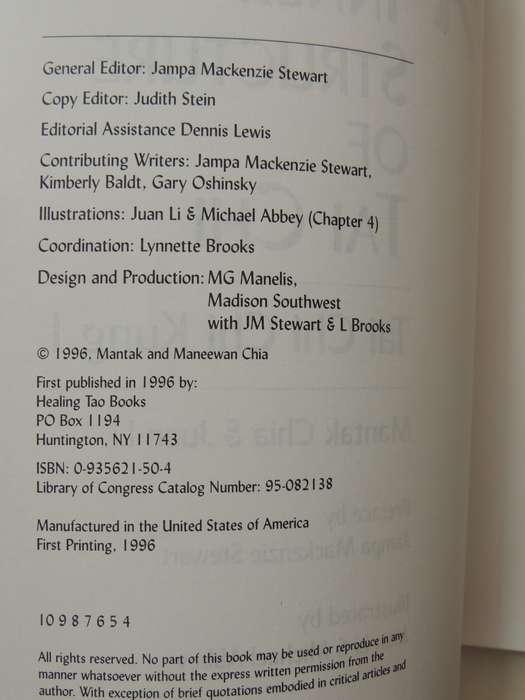 General Editor: Jampa Mackenzie Stewart
Copy Editor: Judith Stein
Editorial Assistance Dennis Lewis
Contributing Writers: Jampa Mackenzie Stewart,
Kimberly Baldt, Gary Oshinsky
Illustrations: Juan Li & Michael Abbey (Chapter 4)
Coordination: Lynnette Brooks
Design and Production: MG Manelis,
Madison Southwest
with JM Stewart & L Brooks
© 1996, Mantak and Maneewan Chia
First published in 1996 by:
Healing Tao Books
PO Box 1194
Huntington, NY 11743
ISBN: 0-935621-50-4
Library of Congress Catalog Number: 95-082138
Manufactured in the United States of America
First Printing, 1996
10 9 8 7 6 5 4
All rights reserved. No part of this book may be used or reproduce in any
manner whatsoever without the express written permission from the
author. With exception of brief quotations embodied in critical articles and